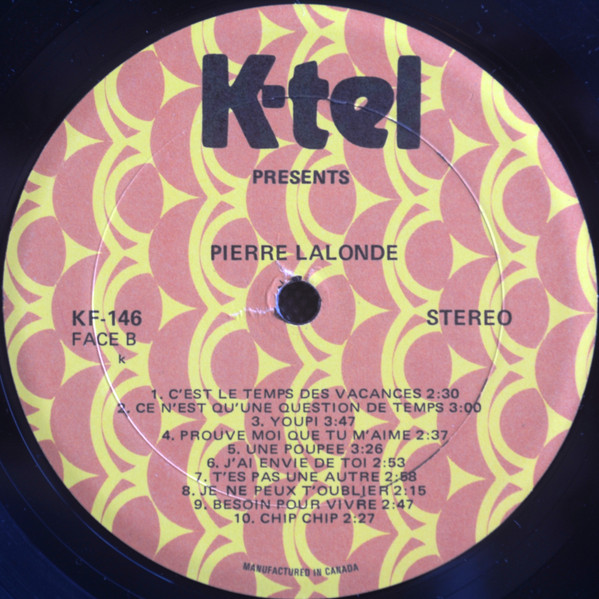 K-tel
PRESENTS
PIERRE LALONDE
KF-146
STEREO
FACE B
k
1. C'EST LE TEMPS DES VACANCES 2:30
2. CE N'EST QU'UNE QUESTION DE TEMPS 3:00
3. YOUPI 3:47
4. PROUVE MOI QUE TU M'AIME 2:37
5. UNE POUPEE 3:26
6. J'AI ENVIE DE TOI 2:53
7. T'ES PAS UNE AUTRE 2:58
8. JE NE PEUX T'OUBLIER 2:15
9. BESOIN POUR VIVRE 2:47
10. CHIP CHIP 2:27
MANUFACTURED IN CANADA